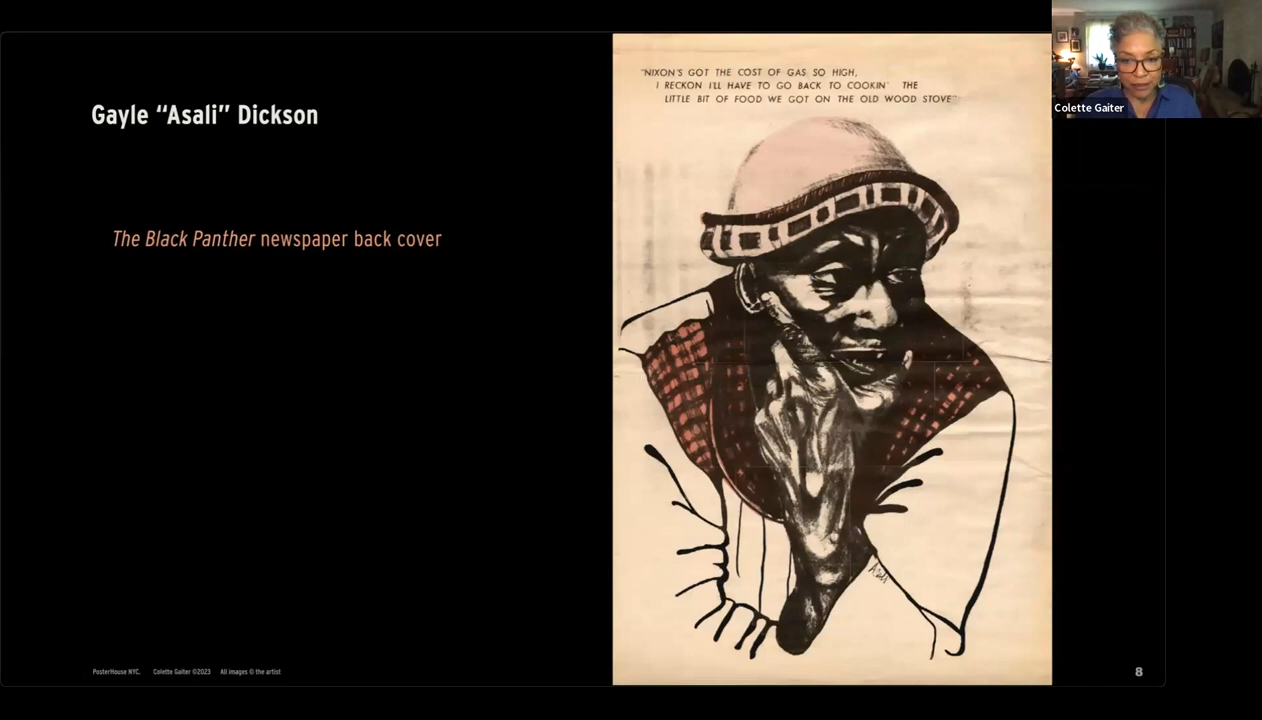 Gayle “Asali” Dickson
The Black Panther newspaper back cover
"NIXON'S GOT THE COST OF GAS SO HIGH,
I RECKON I'LL HAVE TO GO BACK TO COOKIN' THE
LITTLE BIT OF FOOD WE GOT ON THE OLD WOOD STOVE"
Asali
Colette Gaiter
PosterHouse NYC. Colette Gaiter ©2023 All images © the artist
8